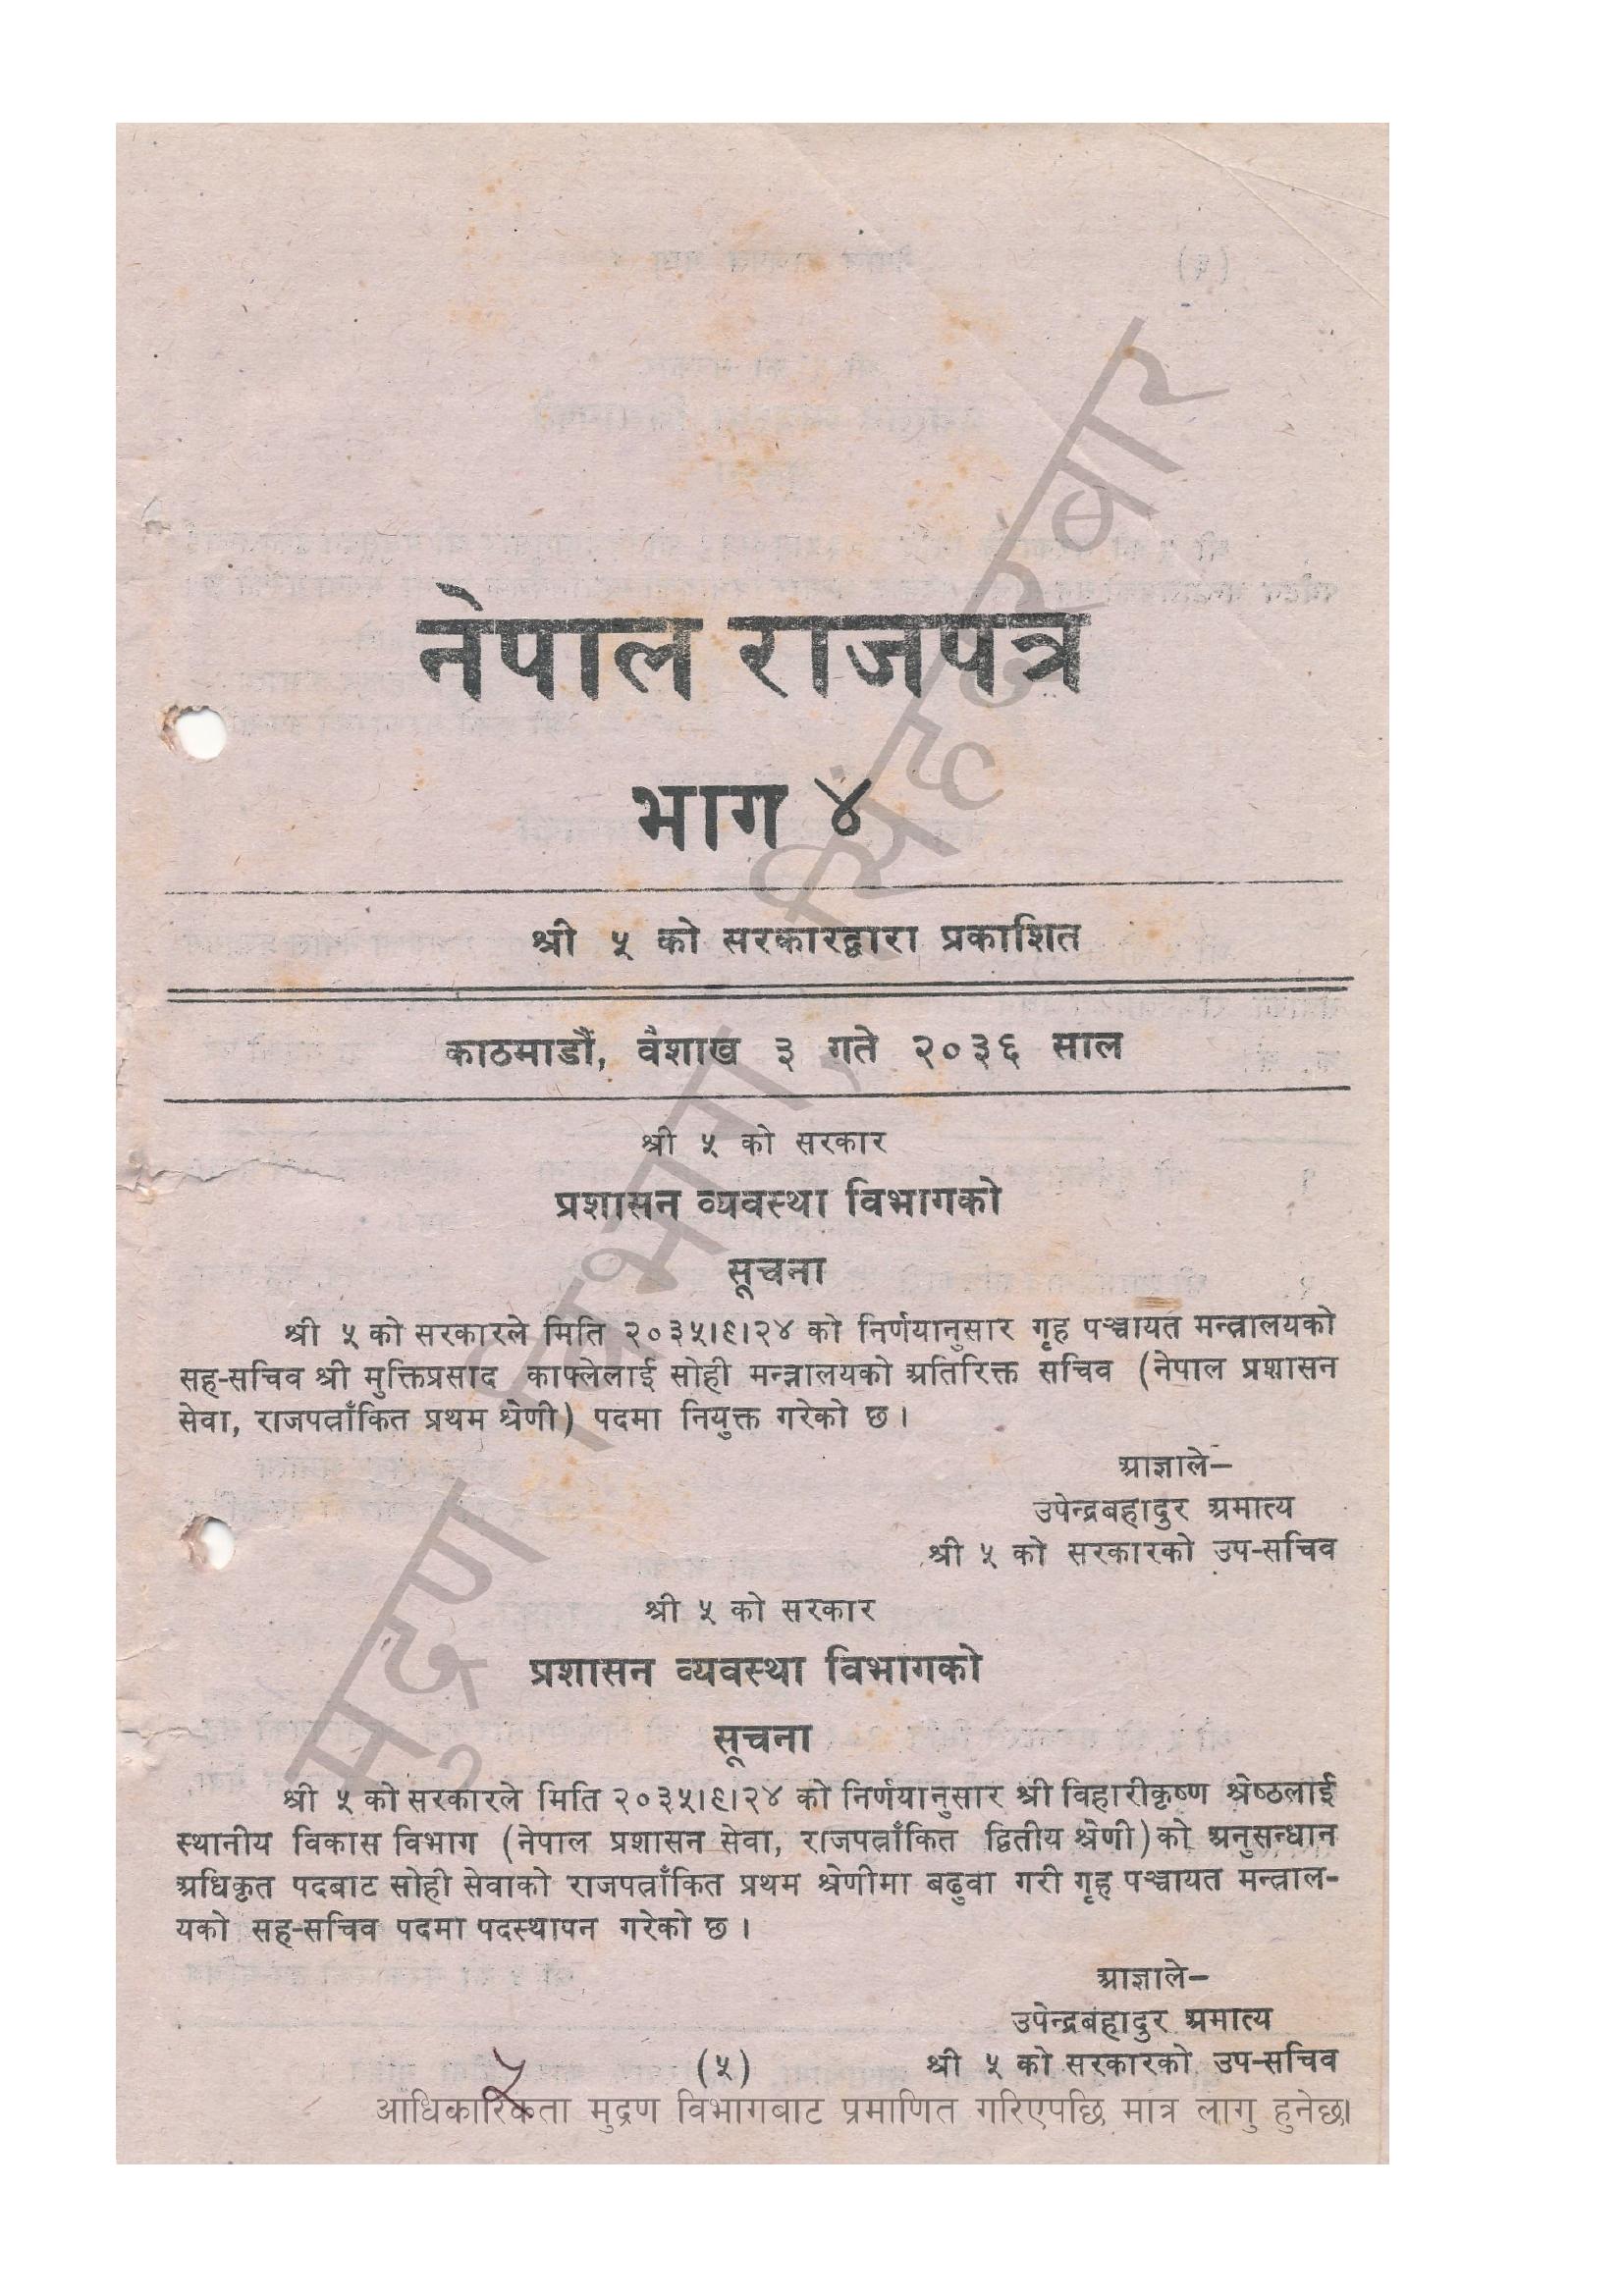 नेपाल राजपत्र
भाग ४
श्री ५ को सरकारद्वारा प्रकाशित
काठमाडौं, वैशाख ३ गते २०३६ साल
श्री ५ को सरकार
प्रशासन व्यवस्था विभागको
सूचना
श्री ५ को सरकारले मिति २०३५।९।२४ को निर्णयानुसार गृह पञ्चायत मन्त्रालयको
सह-सचिव श्री मुक्तिप्रसाद काफ्लेलाई सोही मन्त्रालयको अतिरिक्त सचिव (नेपाल प्रशासन
सेवा, राजपत्राँकित प्रथम श्रेणी) पदमा नियुक्त गरेको छ ।
आज्ञाले–
उपेन्द्रबहादुर अमात्य
श्री ५ को सरकारको उप-सचिव
श्री ५ को सरकार
प्रशासन व्यवस्था विभागको
सूचना
श्री ५ को सरकारले मिति २०३५।९।२४ को निर्णयानुसार श्री विहारीकृष्ण श्रेष्ठलाई
स्थानीय विकास विभाग (नेपाल प्रशासन सेवा, राजपत्राँकित द्वितीय श्रेणी) को अनुसन्धान
अधिकृत पदबाट सोही सेवाको राजपत्राँकित प्रथम श्रेणीमा बढुवा गरी गृह पञ्चायत मन्त्राल-
यको सह-सचिव पदमा पदस्थापन गरेको छ ।
आज्ञाले–
उपेन्द्रबहादुर अमात्य
श्री ५ को सरकारको उप-सचिव
(५)
५
आधिकारिकता मुद्रण विभागबाट प्रमाणित गरिएपछि मात्र लागु हुनेछ।
मुद्रण विभाग, सिंहदरबार